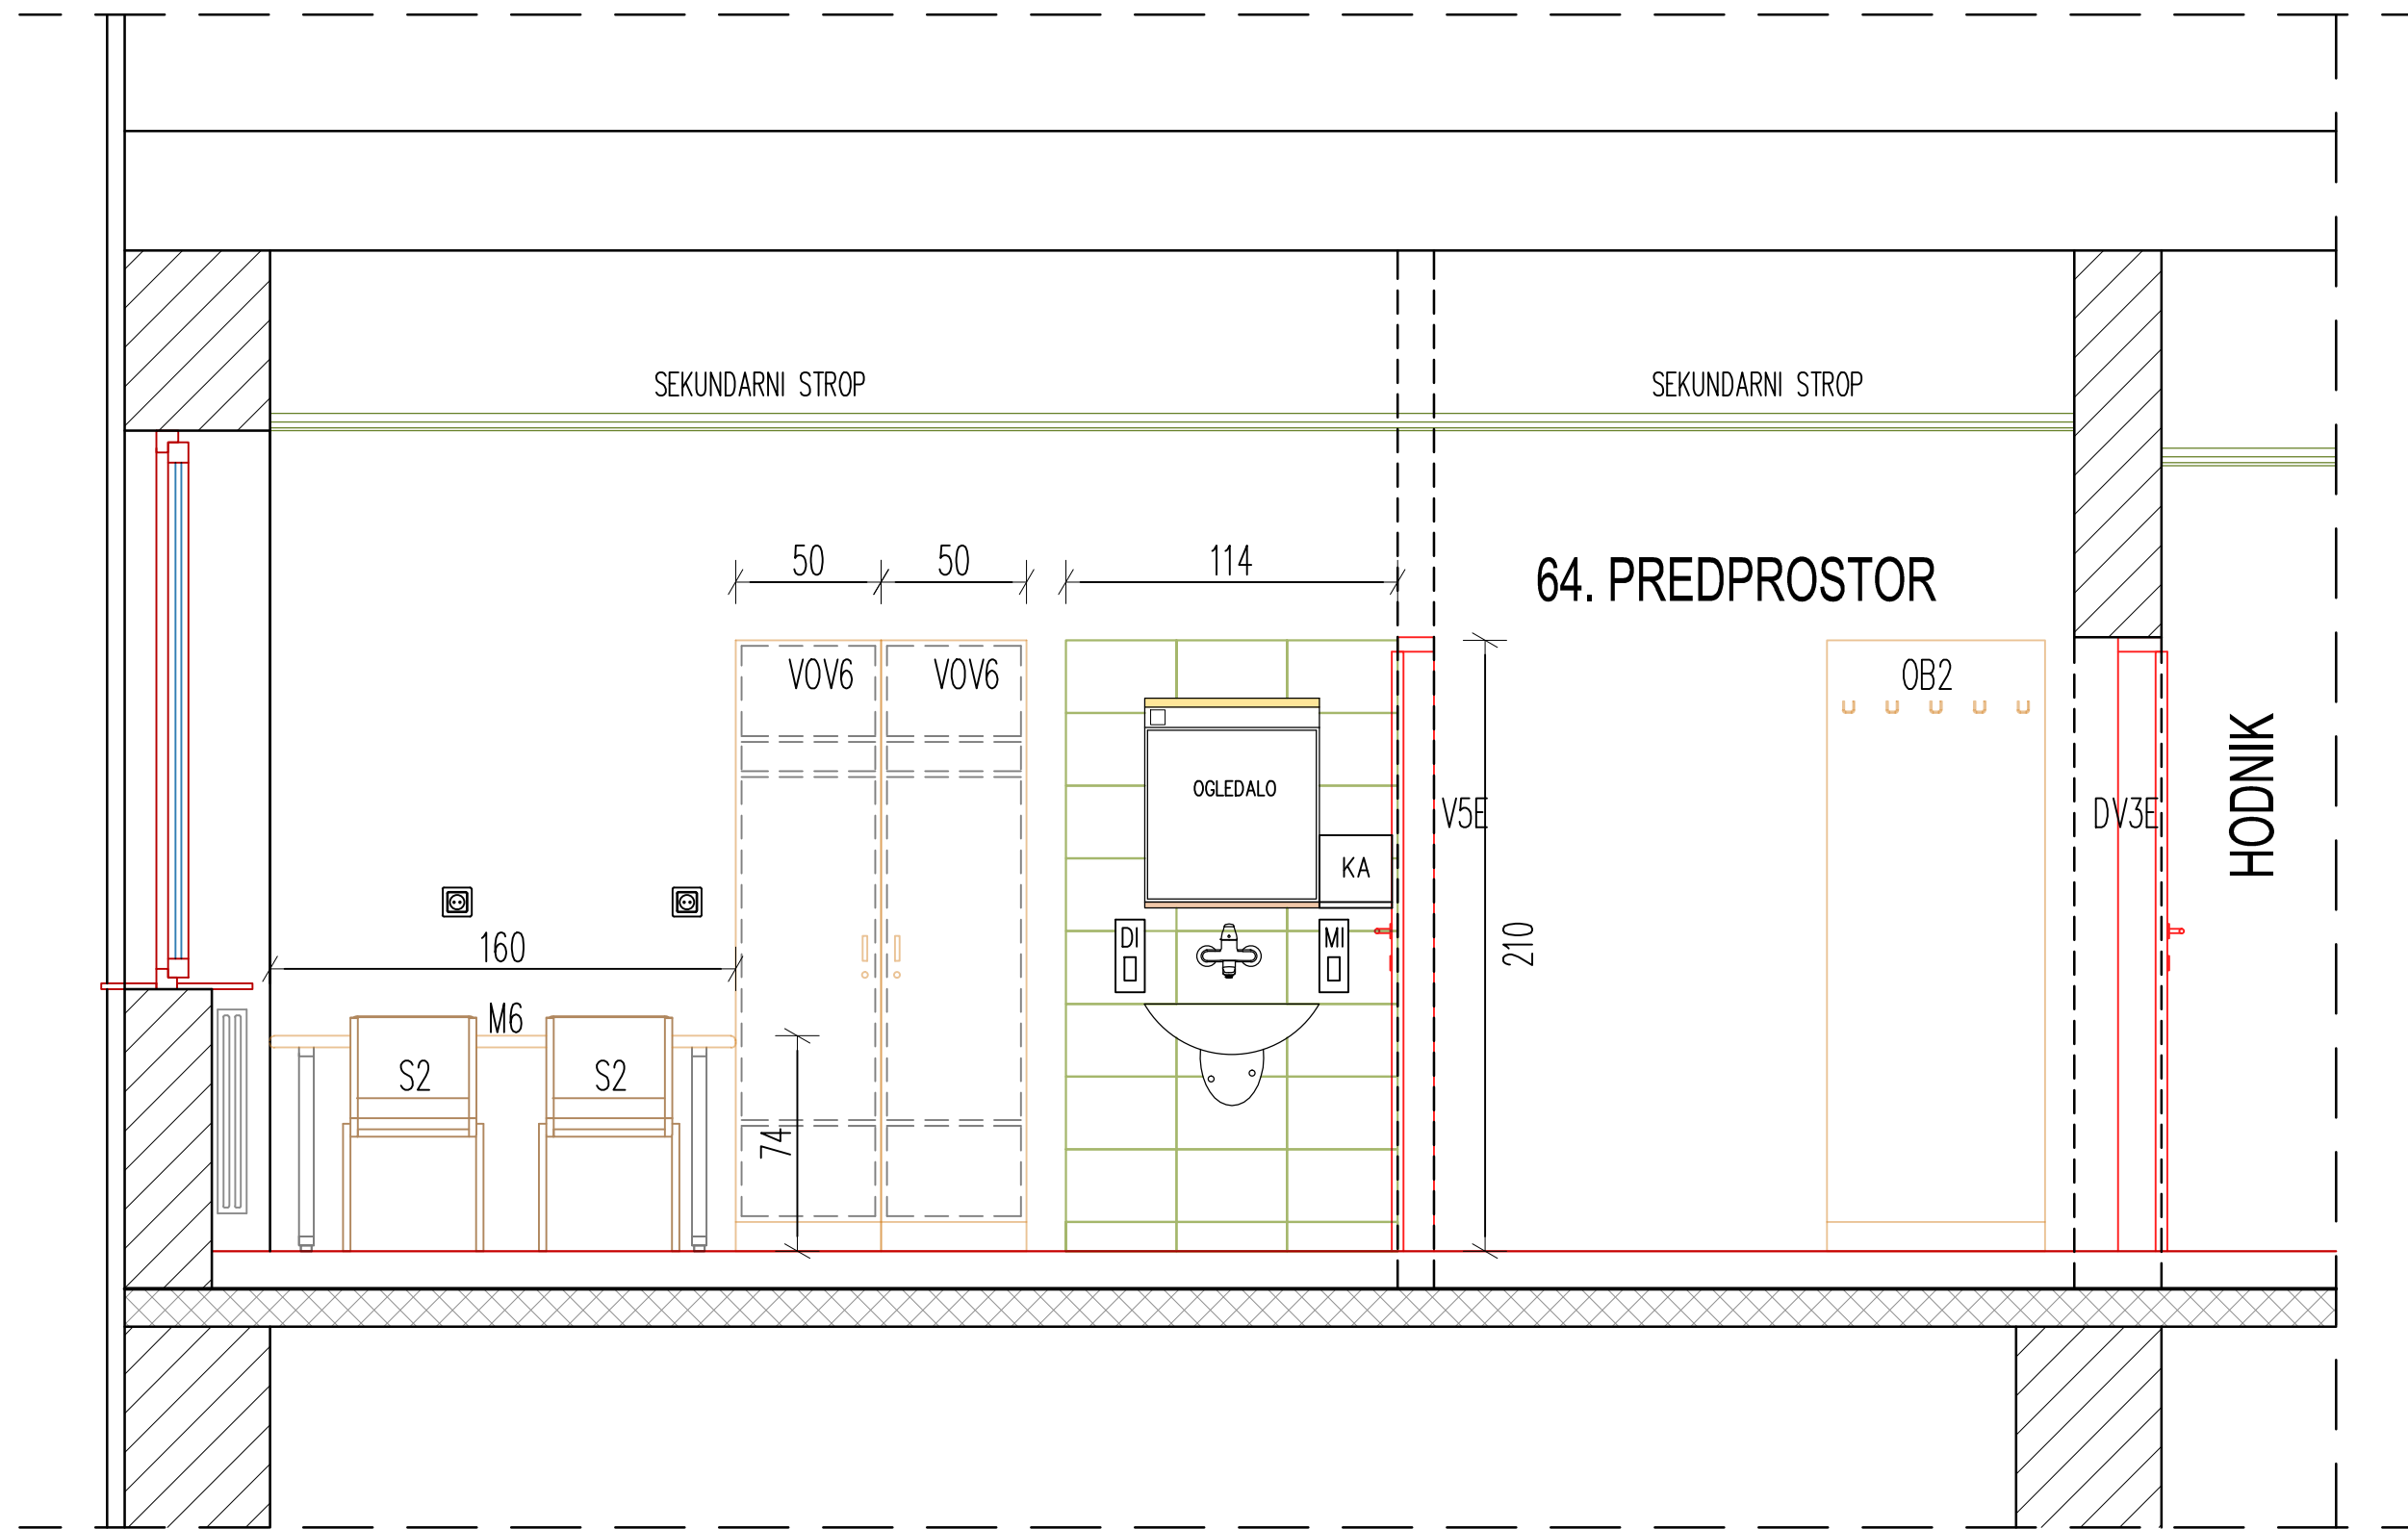 SEKUNDARNI STROP
SEKUNDARNI STROP
50
50
114
64. PREDPROSTOR
VOV6
VOV6
OB2
OGLEDALO
V5E
DV3E
HODNIK
KA
160
DI
MI
210
M6
S2
S2
74